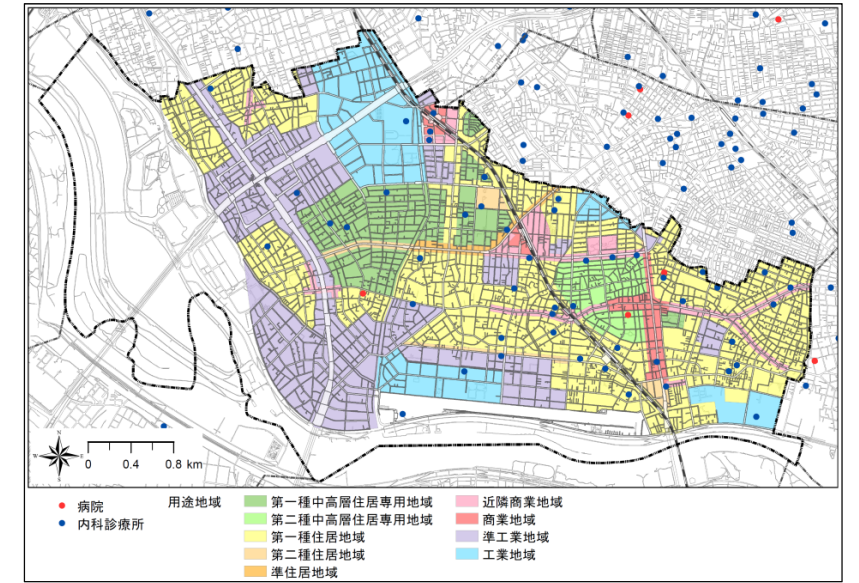 N
W E
S
0 0.4 0.8 km
病院
内科診療所
用途地域
第一種中高層住居専用地域
第二種中高層住居専用地域
第一種住居地域
第二種住居地域
準住居地域
近隣商業地域
商業地域
準工業地域
工業地域